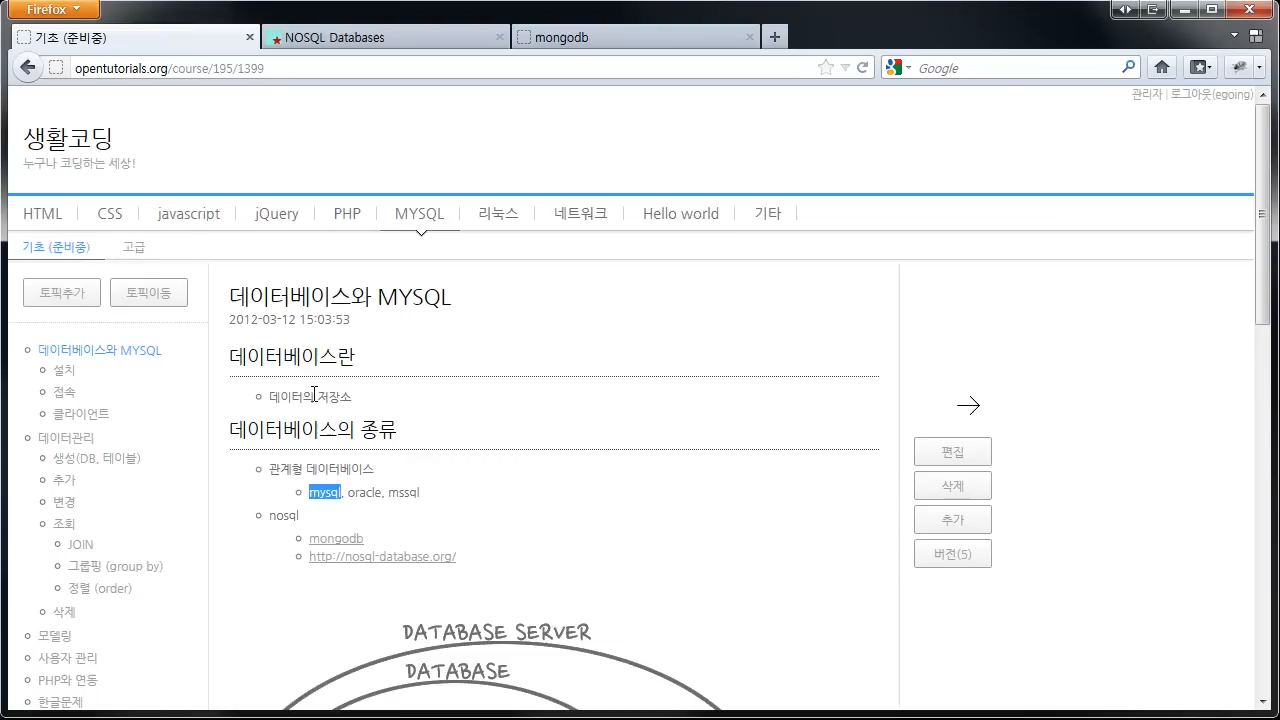 Firefox
기초 (준비중)
NOSQL Databases
mongodb
opentutorials.org/course/195/1399
Google
관리자 | 로그아웃(egoing)
생활코딩
누구나 코딩하는 세상!
HTML
CSS
javascript
jQuery
PHP
MYSQL
리눅스
네트워크
Hello world
기타
기초 (준비중)
고급
토픽추가
토픽이동
데이터베이스와 MYSQL
설치
접속
클라이언트
데이터관리
생성(DB, 테이블)
추가
변경
조회
JOIN
그룹핑 (group by)
정렬 (order)
삭제
모델링
사용자 관리
PHP와 연동
한글문제
데이터베이스와 MYSQL
2012-03-12 15:03:53
데이터베이스란
데이터의 저장소
데이터베이스의 종류
관계형 데이터베이스
mysql, oracle, mssql
nosql
mongodb
http://nosql-database.org/
DATABASE SERVER
DATABASE
편집
삭제
추가
버전(5)